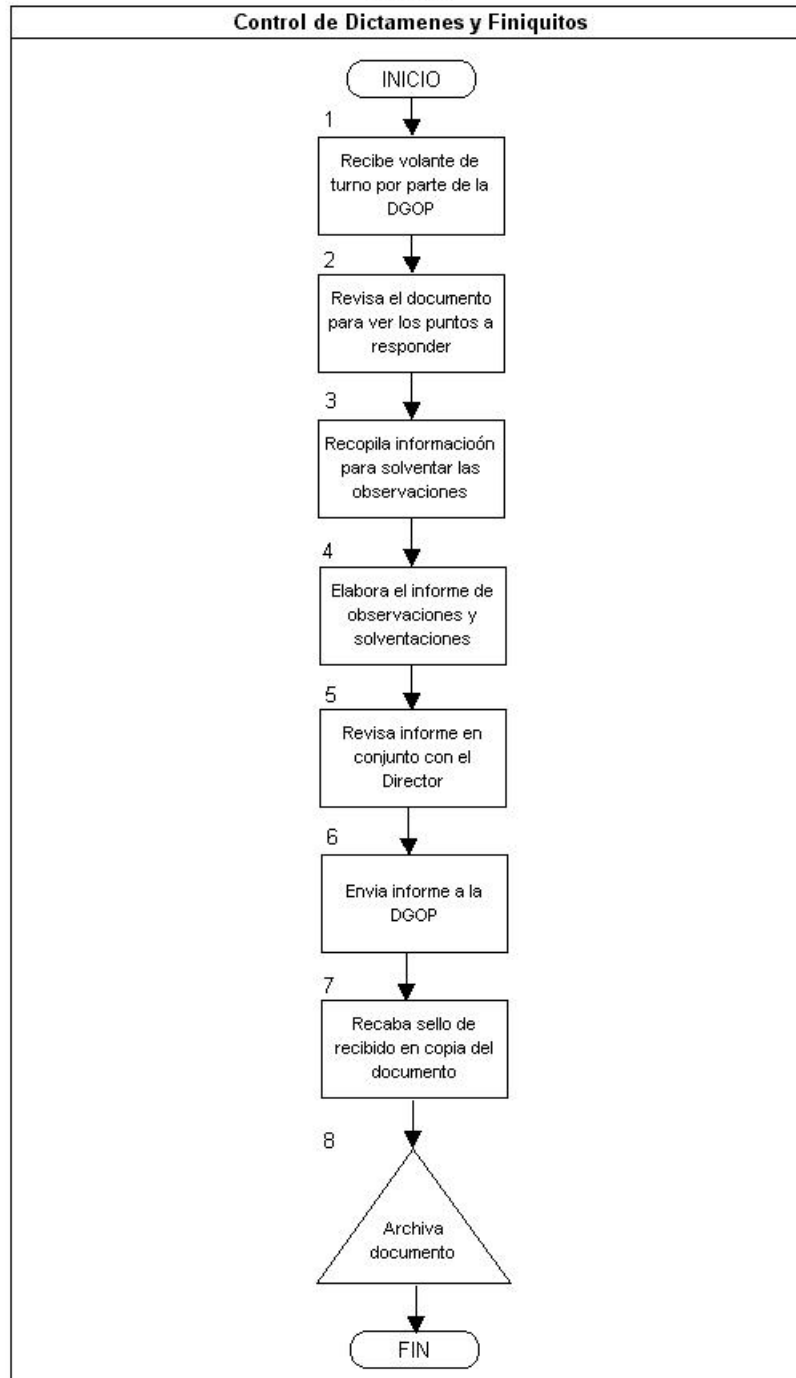 Control de Dictamenes y Finiquitos
INICIO
1
Recibe volante de
turno por parte de la
DGOP
2
Revisa el documento
para ver los puntos a
responder
3
Recopila informacioón
para solventar las
observaciones
4
Elabora el informe de
observaciones y
solventaciones
5
Revisa informe en
conjunto con el
Director
6
Envia informe a la
DGOP
7
Recaba sello de
recibido en copia del
documento
8
Archiva
documento
FIN